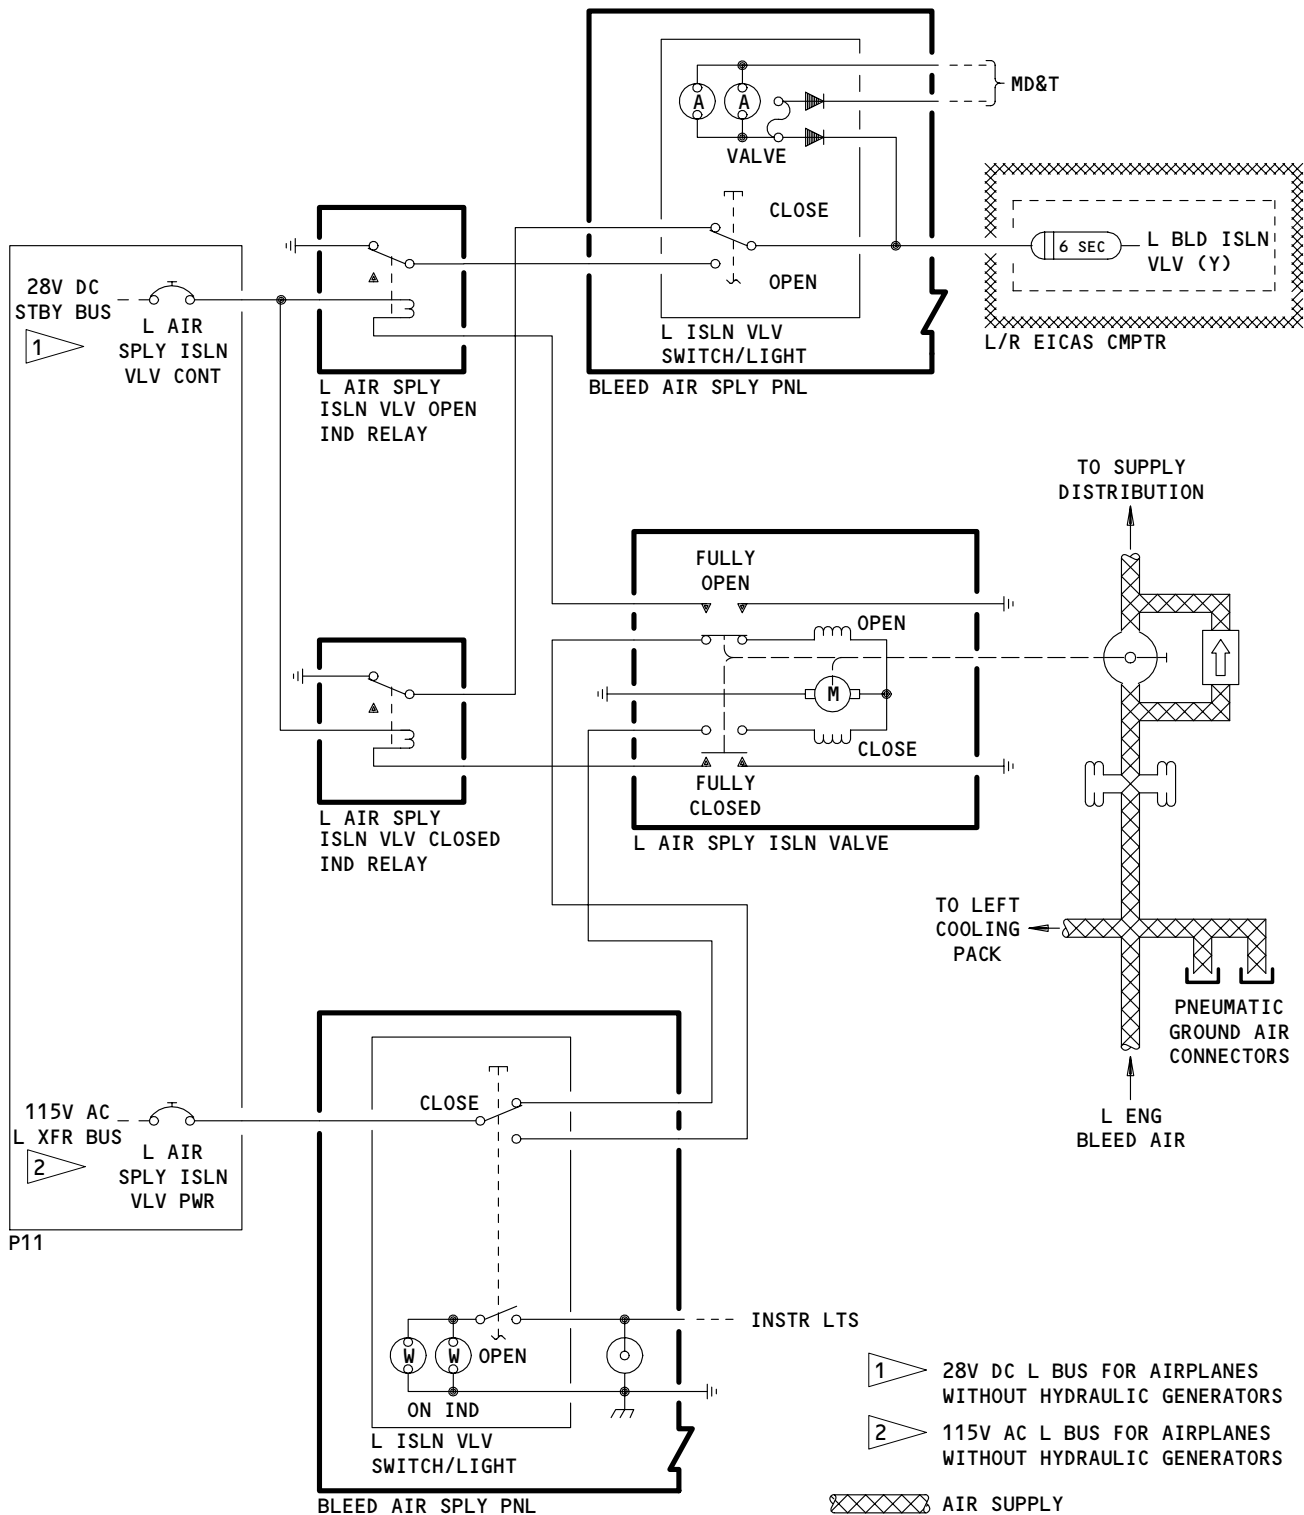 MD&T
A A
VALVE
CLOSE
OPEN
L ISLN VLV
SWITCH/LIGHT
BLEED AIR SPLY PNL
6 SEC
L BLD ISLN
VLV (Y)
L/R EICAS CMPTR
28V DC
STBY BUS
1
L AIR
SPLY ISLN
VLV CONT
L AIR SPLY
ISLN VLV OPEN
IND RELAY
TO SUPPLY
DISTRIBUTION
FULLY
OPEN
OPEN
M
CLOSE
FULLY
CLOSED
L AIR SPLY ISLN VALVE
L AIR SPLY
ISLN VLV CLOSED
IND RELAY
TO LEFT
COOLING
PACK
PNEUMATIC
GROUND AIR
CONNECTORS
L ENG
BLEED AIR
115V AC
L XFR BUS
2
L AIR
SPLY ISLN
VLV PWR
P11
CLOSE
INSTR LTS
W W
OPEN
ON IND
L ISLN VLV
SWITCH/LIGHT
BLEED AIR SPLY PNL
1 28V DC L BUS FOR AIRPLANES
WITHOUT HYDRAULIC GENERATORS
2 115V AC L BUS FOR AIRPLANES
WITHOUT HYDRAULIC GENERATORS
AIR SUPPLY